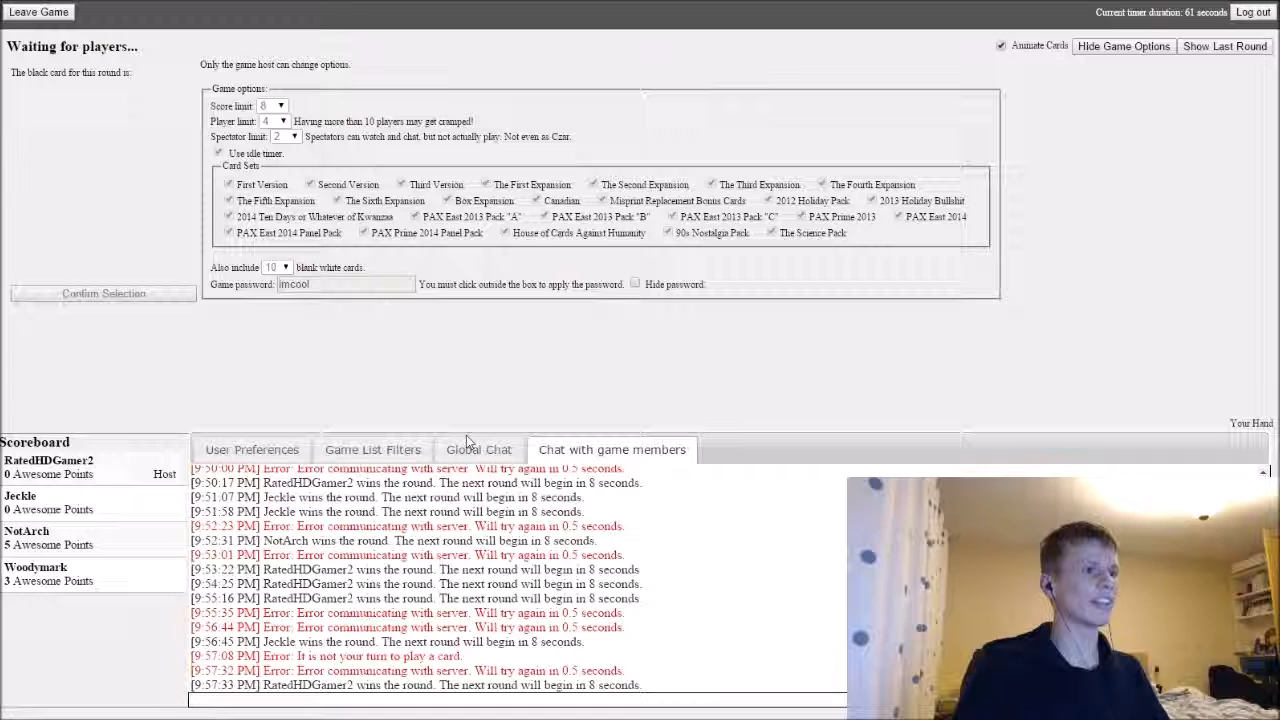 Leave Game
Current timer duration: 61 seconds
Log out
Waiting for players...
Animate Cards
Hide Game Options
Show Last Round
Only the game host can change options.
The black card for this round is:
Game options:
Score limit: 8
Player limit: 4 Having more than 10 players may get cramped!
Spectator limit: 2 Spectators can watch and chat, but not actually play. Not even as Czar.
Use idle timer.
Card Sets
First Version Second Version Third Version The First Expansion The Second Expansion The Third Expansion The Fourth Expansion
The Fifth Expansion The Sixth Expansion Box Expansion Canadian Misprint Replacement Bonus Cards 2012 Holiday Pack 2013 Holiday Bullshit
2014 Ten Days or Whatever of Kwanzaa PAX East 2013 Pack "A" PAX East 2013 Pack "B" PAX East 2013 Pack "C" PAX Prime 2013 PAX East 2014
PAX East 2014 Panel Pack PAX Prime 2014 Panel Pack House of Cards Against Humanity 90s Nostalgia Pack The Science Pack
Also include 10 blank white cards.
Game password: imcool You must click outside the box to apply the password. Hide password.
Confirm Selection
Your Hand
Scoreboard
RatedHDGamer2
0 Awesome Points Host
Jeckle
0 Awesome Points
NotArch
5 Awesome Points
Woodymark
3 Awesome Points
User Preferences
Game List Filters
Global Chat
Chat with game members
[9:50:00 PM] Error: Error communicating with server. Will try again in 0.5 seconds.
[9:50:17 PM] RatedHDGamer2 wins the round. The next round will begin in 8 seconds.
[9:51:07 PM] Jeckle wins the round. The next round will begin in 8 seconds.
[9:51:58 PM] Jeckle wins the round. The next round will begin in 8 seconds.
[9:52:23 PM] Error: Error communicating with server. Will try again in 0.5 seconds.
[9:52:31 PM] NotArch wins the round. The next round will begin in 8 seconds.
[9:53:01 PM] Error: Error communicating with server. Will try again in 0.5 seconds.
[9:53:22 PM] RatedHDGamer2 wins the round. The next round will begin in 8 seconds.
[9:54:25 PM] RatedHDGamer2 wins the round. The next round will begin in 8 seconds.
[9:55:16 PM] RatedHDGamer2 wins the round. The next round will begin in 8 seconds.
[9:55:35 PM] Error: Error communicating with server. Will try again in 0.5 seconds.
[9:56:44 PM] Error: Error communicating with server. Will try again in 0.5 seconds.
[9:56:45 PM] Jeckle wins the round. The next round will begin in 8 seconds.
[9:57:08 PM] Error: It is not your turn to play a card.
[9:57:32 PM] Error: Error communicating with server. Will try again in 0.5 seconds.
[9:57:33 PM] RatedHDGamer2 wins the round. The next round will begin in 8 seconds.